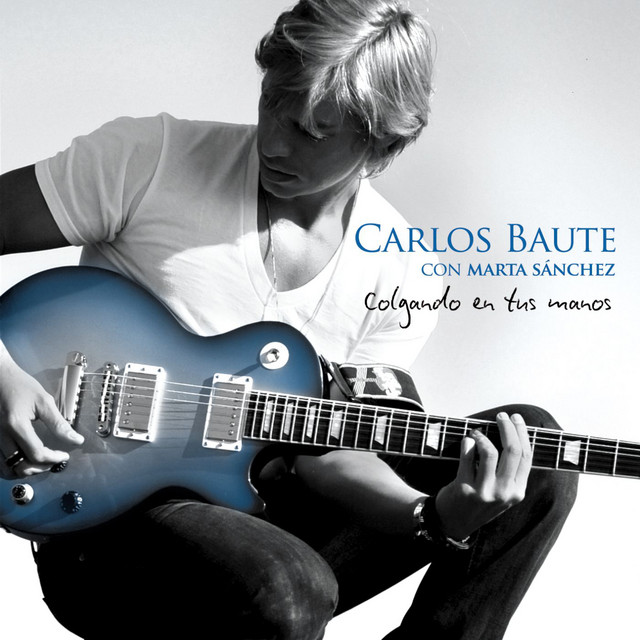 CARLOS BAUTE
CON MARTA SÁNCHEZ
Colgando en tus manos